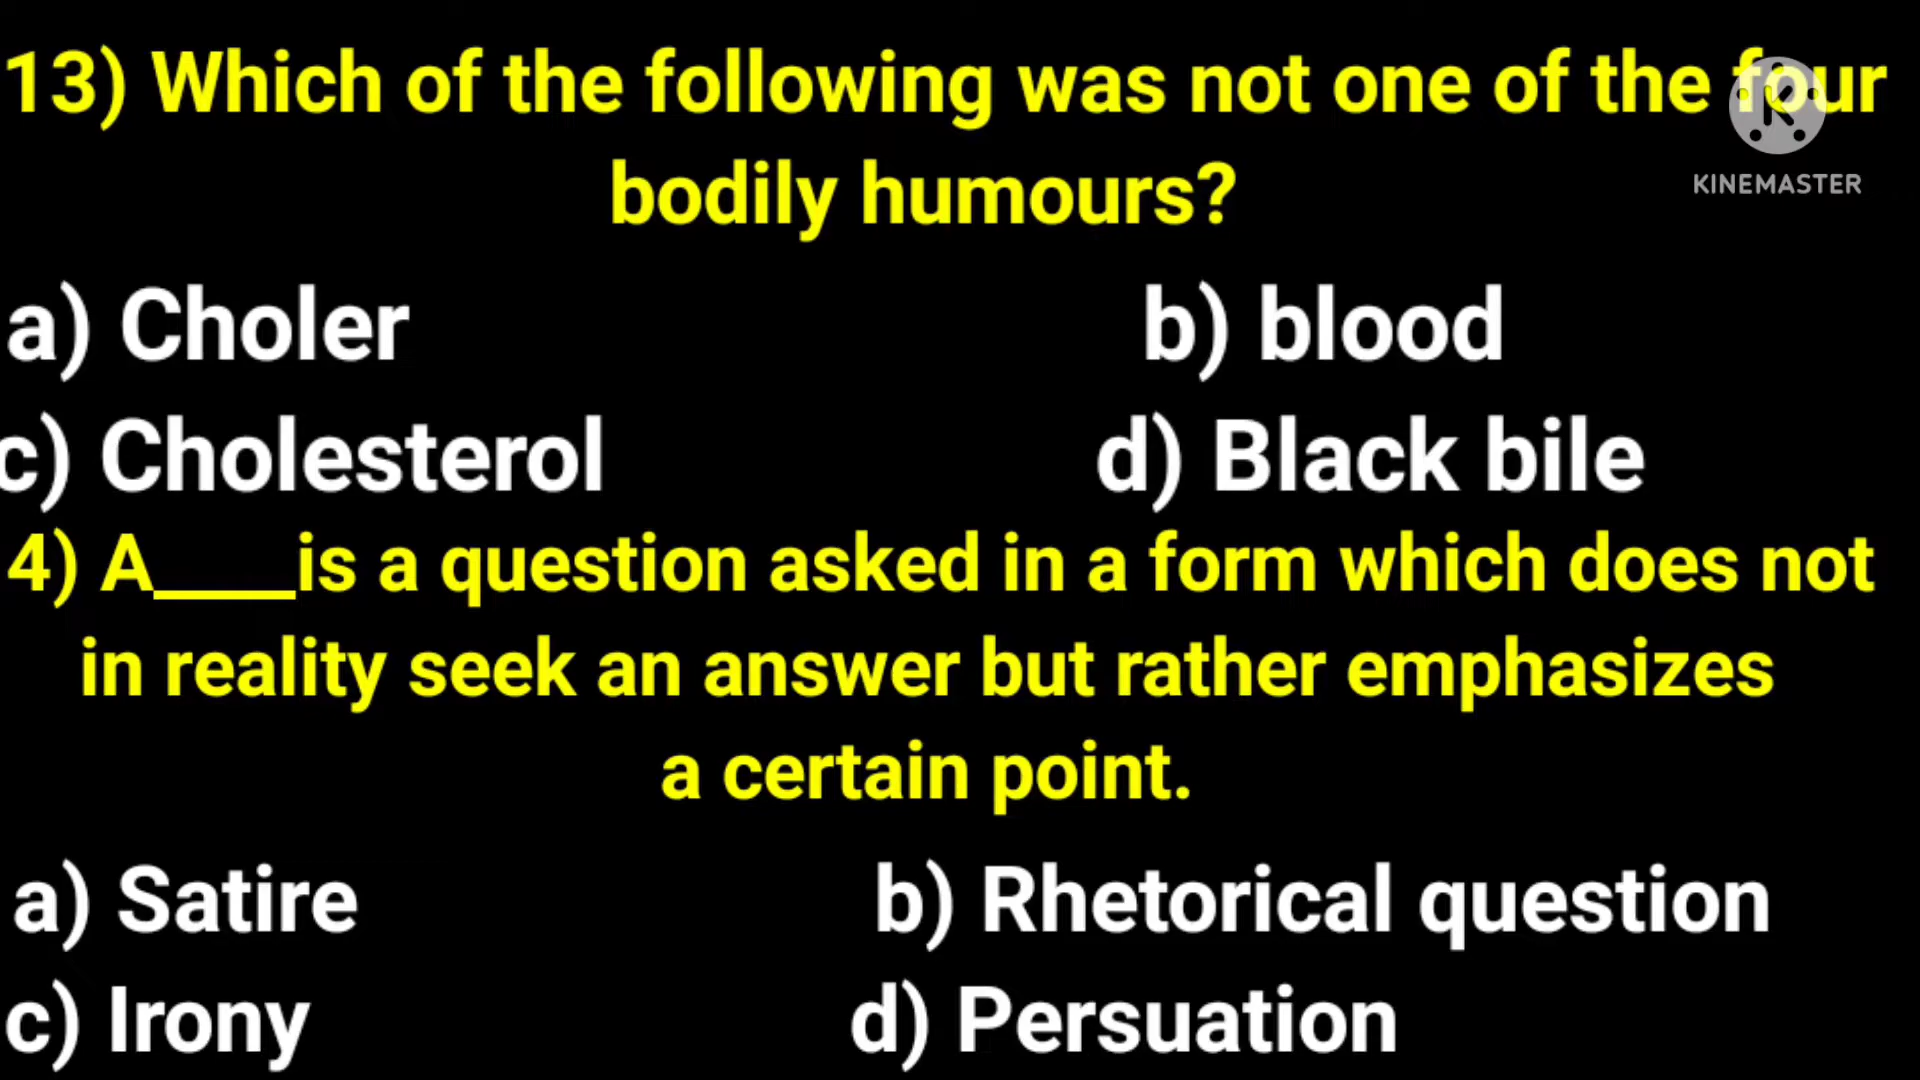 13) Which of the following was not one of the four
bodily humours?
KINEMASTER
a) Choler b) blood
c) Cholesterol d) Black bile
4) A____is a question asked in a form which does not
in reality seek an answer but rather emphasizes
a certain point.
a) Satire b) Rhetorical question
c) Irony d) Persuation